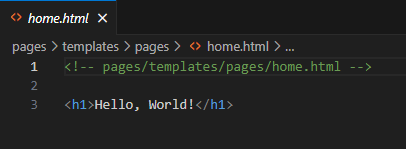 <> home.html ×
pages > templates > pages > <> home.html > ...
1 <!-- pages/templates/pages/home.html -->
2
3 <h1>Hello, World!</h1>